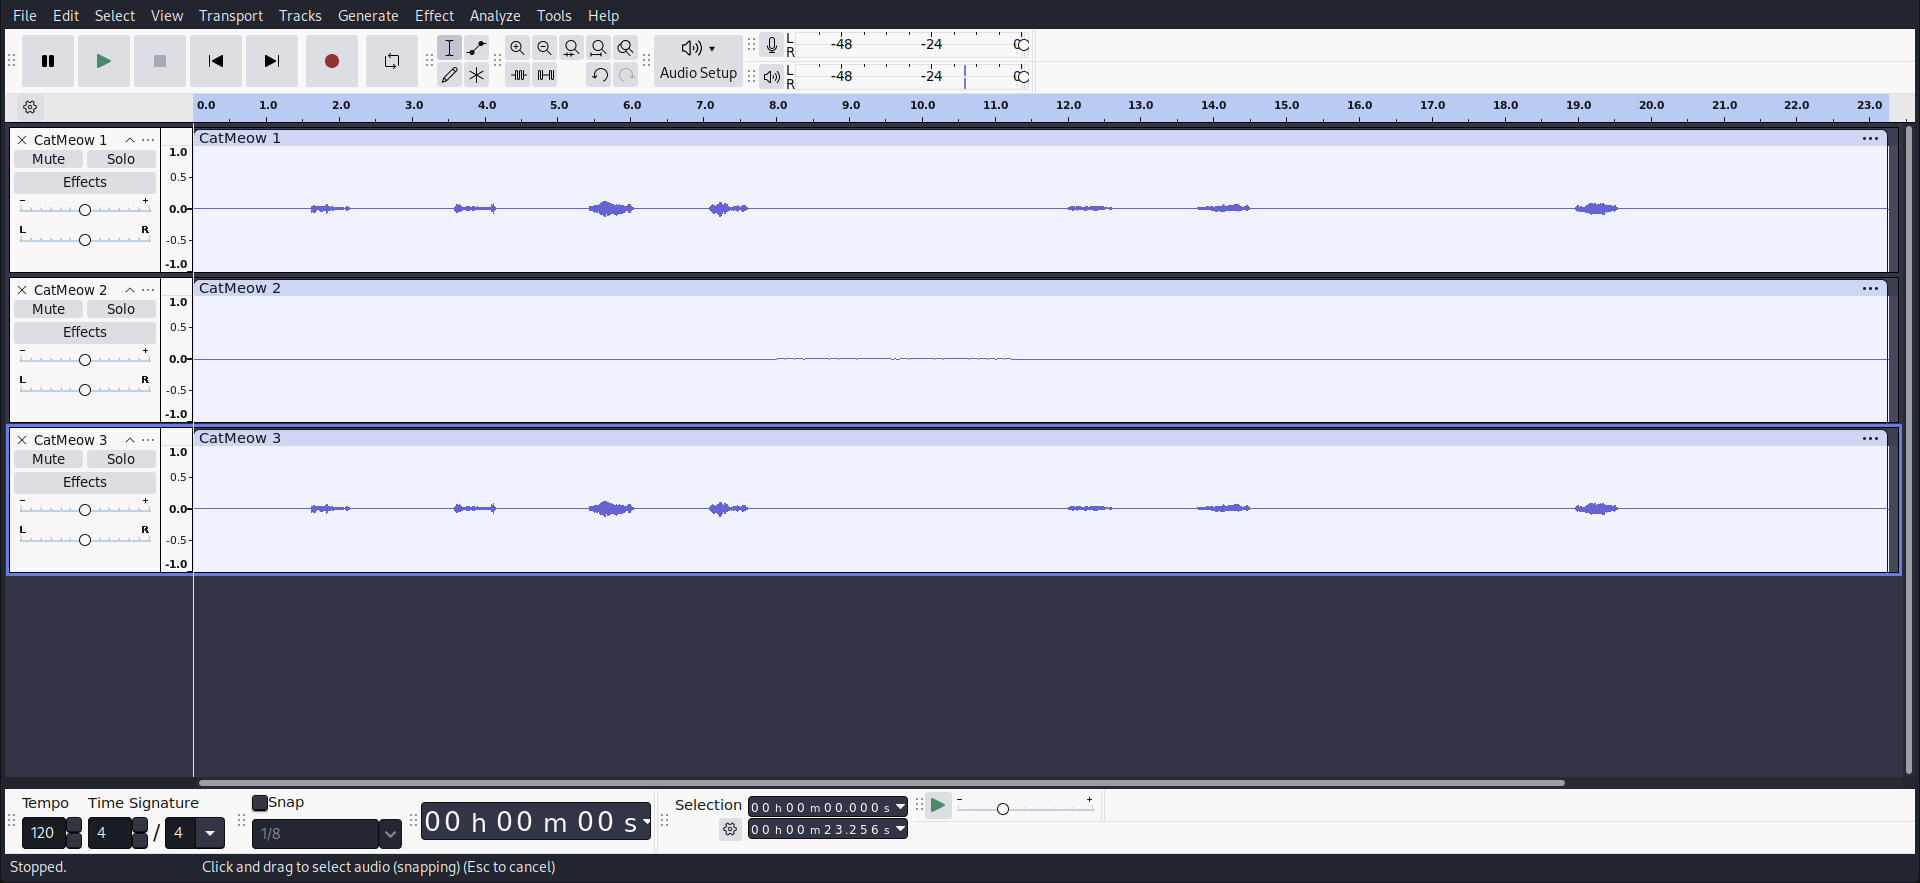 File Edit Select View Transport Tracks Generate Effect Analyze Tools Help
Audio Setup
L R -48 -24 0
L R -48 -24 0
0.0 1.0 2.0 3.0 4.0 5.0 6.0 7.0 8.0 9.0 10.0 11.0 12.0 13.0 14.0 15.0 16.0 17.0 18.0 19.0 20.0 21.0 22.0 23.0
CatMeow 1
Mute Solo
Effects
- +
L R
1.0
0.5
0.0
-0.5
-1.0
CatMeow 1
CatMeow 2
Mute Solo
Effects
- +
L R
1.0
0.5
0.0
-0.5
-1.0
CatMeow 2
CatMeow 3
Mute Solo
Effects
- +
L R
1.0
0.5
0.0
-0.5
-1.0
CatMeow 3
Tempo Time Signature
120 4 / 4
Snap
1/8
00 h 00 m 00 s
Selection
00 h 00 m 00.000 s
00 h 00 m 23.256 s
- +
Stopped. Click and drag to select audio (snapping) (Esc to cancel)